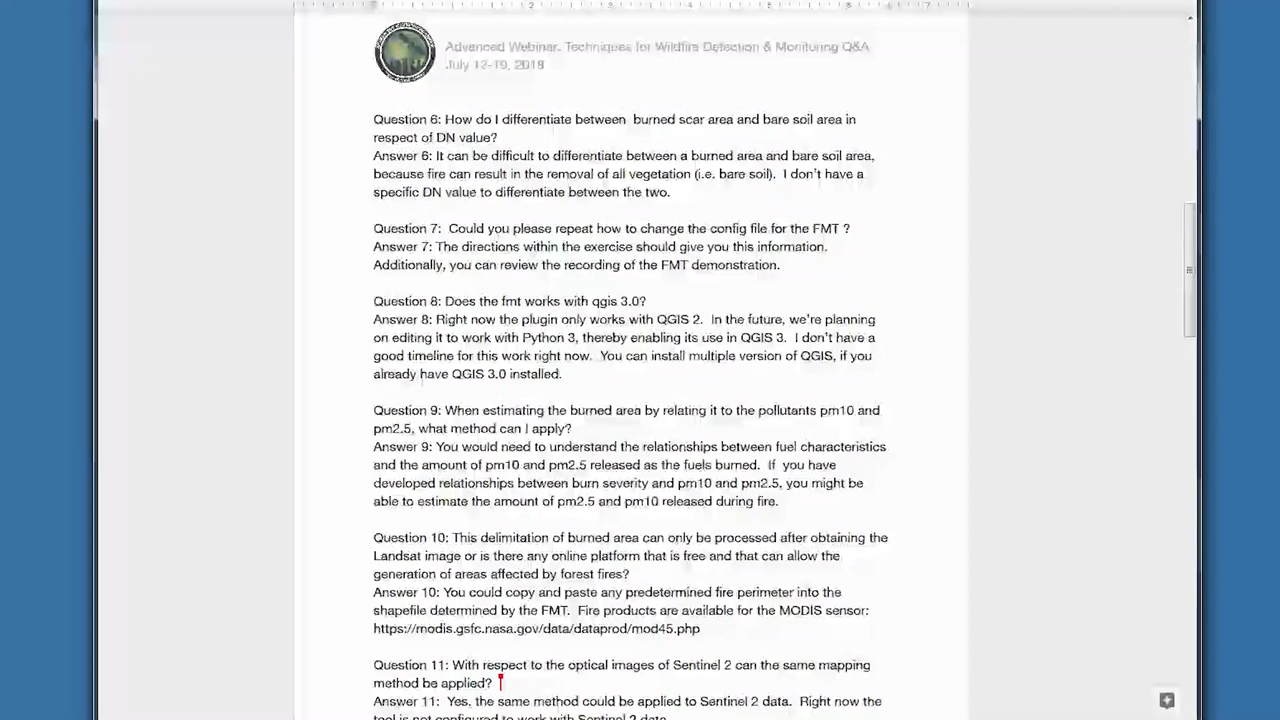 Advanced Webinar: Techniques for Wildfire Detection & Monitoring Q&A
July 12-19, 2018
Question 6: How do I differentiate between burned scar area and bare soil area in
respect of DN value?
Answer 6: It can be difficult to differentiate between a burned area and bare soil area,
because fire can result in the removal of all vegetation (i.e. bare soil). I don't have a
specific DN value to differentiate between the two.
Question 7: Could you please repeat how to change the config file for the FMT ?
Answer 7: The directions within the exercise should give you this information.
Additionally, you can review the recording of the FMT demonstration.
Question 8: Does the fmt works with qgis 3.0?
Answer 8: Right now the plugin only works with QGIS 2. In the future, we're planning
on editing it to work with Python 3, thereby enabling its use in QGIS 3. I don't have a
good timeline for this work right now. You can install multiple version of QGIS, if you
already have QGIS 3.0 installed.
Question 9: When estimating the burned area by relating it to the pollutants pm10 and
pm2.5, what method can I apply?
Answer 9: You would need to understand the relationships between fuel characteristics
and the amount of pm10 and pm2.5 released as the fuels burned. If you have
developed relationships between burn severity and pm10 and pm2.5, you might be
able to estimate the amount of pm2.5 and pm10 released during fire.
Question 10: This delimitation of burned area can only be processed after obtaining the
Landsat image or is there any online platform that is free and that can allow the
generation of areas affected by forest fires?
Answer 10: You could copy and paste any predetermined fire perimeter into the
shapefile determined by the FMT. Fire products are available for the MODIS sensor:
https://modis.gsfc.nasa.gov/data/dataprod/mod45.php
Question 11: With respect to the optical images of Sentinel 2 can the same mapping
method be applied?
Answer 11: Yes, the same method could be applied to Sentinel 2 data. Right now the
tool is not configured to work with Sentinel 2 data